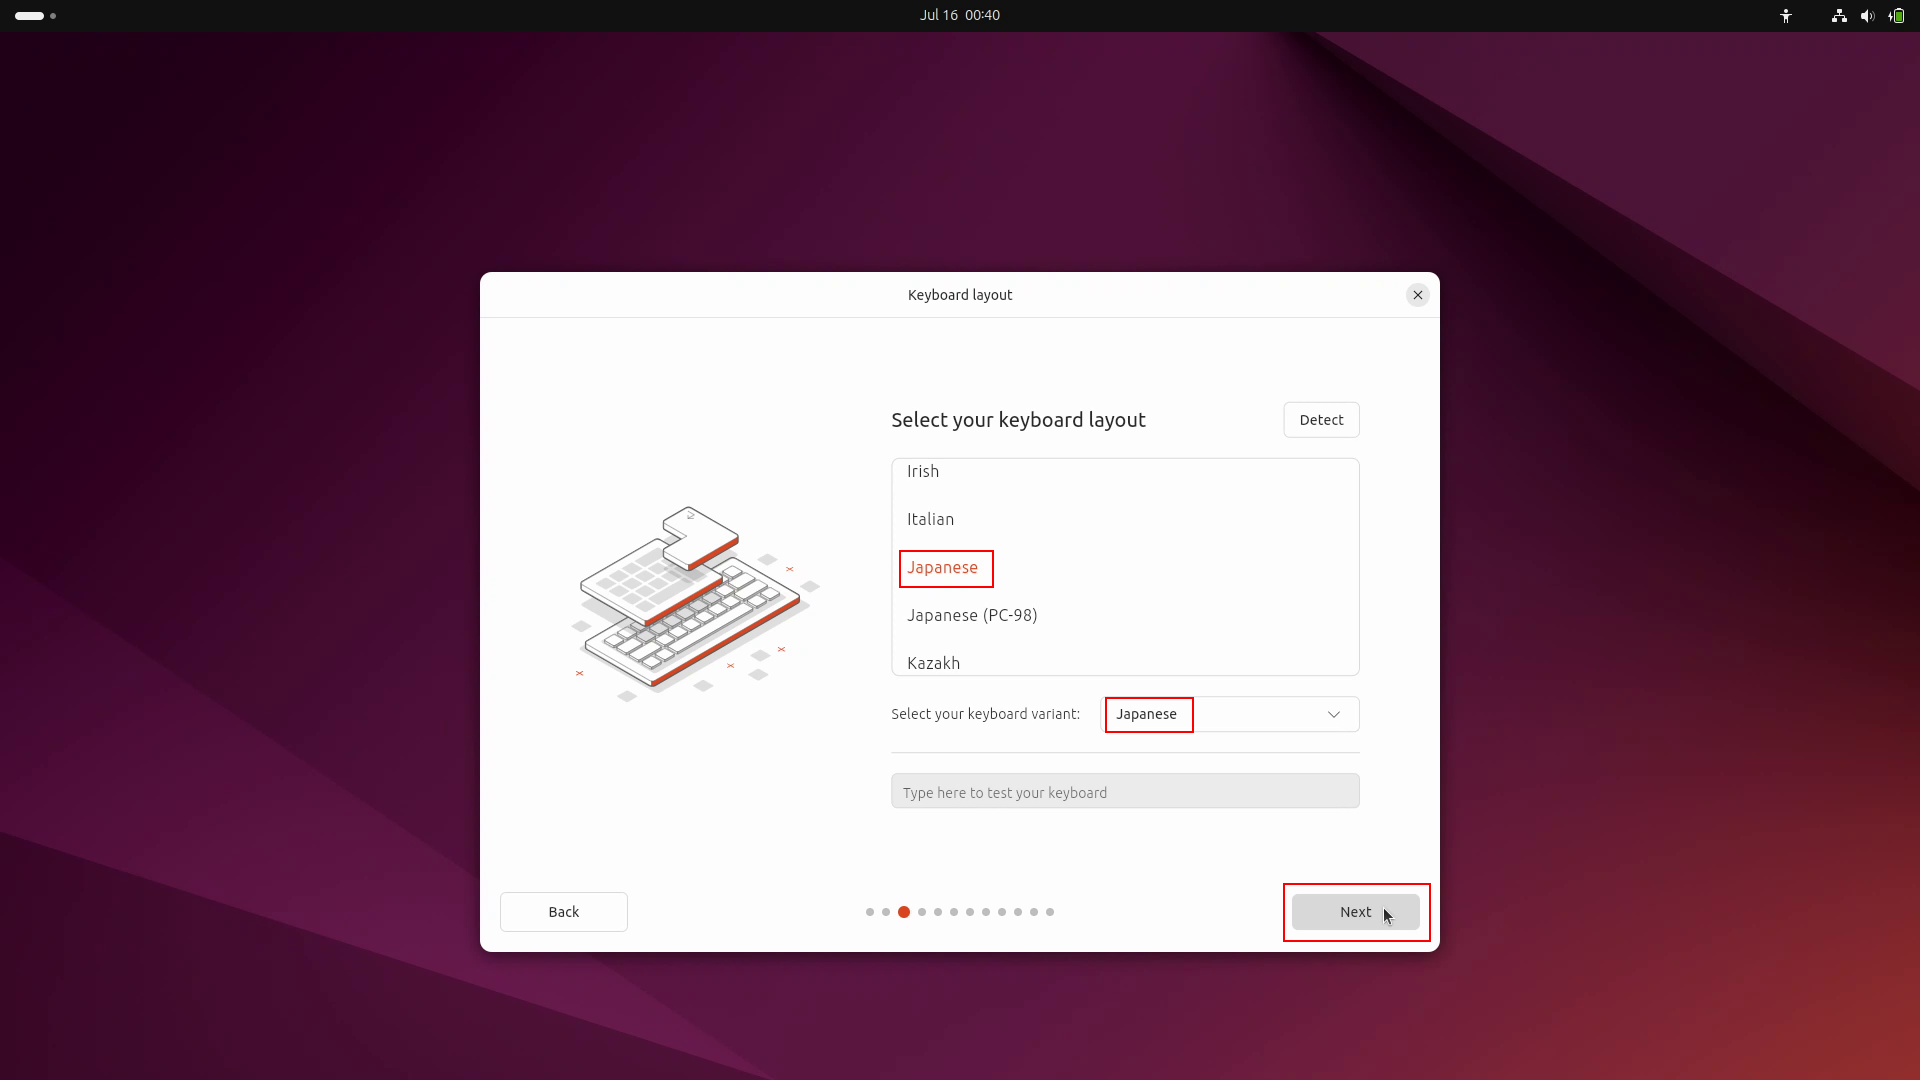 Jul 16 00:40
Keyboard layout
Select your keyboard layout
Detect
Irish
Italian
Japanese
Japanese (PC-98)
Kazakh
Select your keyboard variant:
Japanese
Type here to test your keyboard
Back
Next